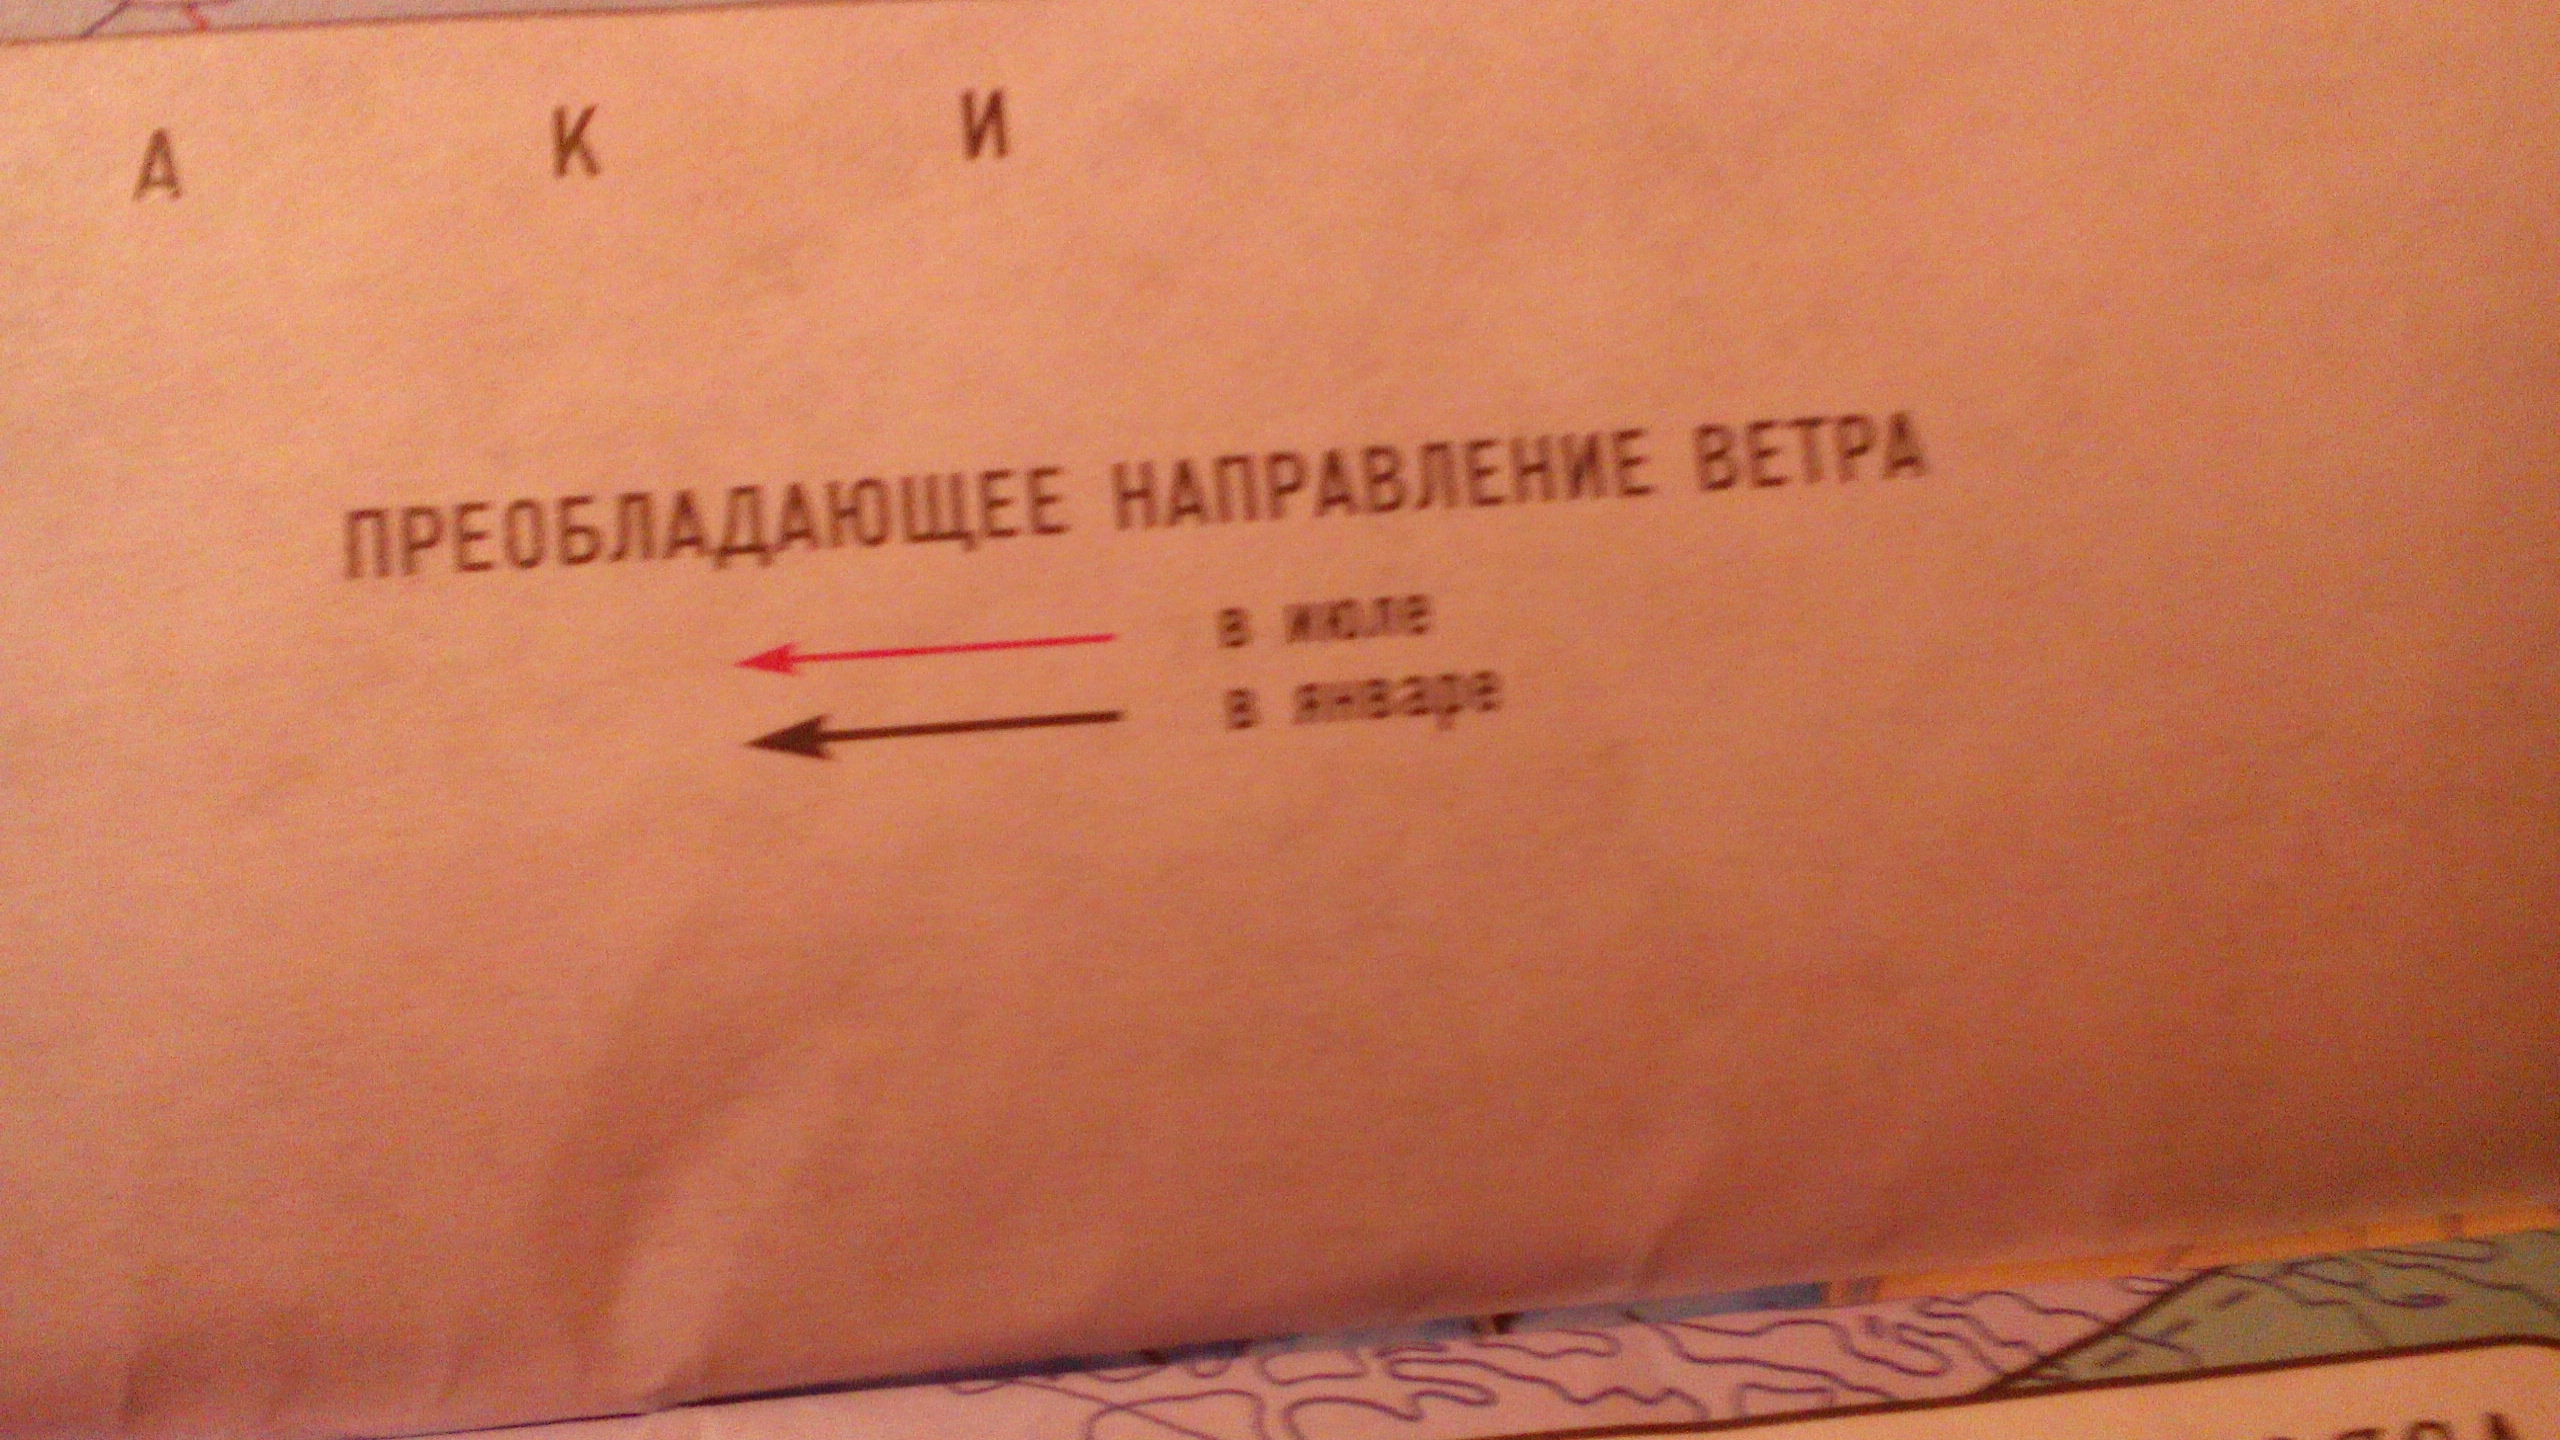 А К И
ПРЕОБЛАДАЮЩЕЕ НАПРАВЛЕНИЕ ВЕТРА
в июле
в январе